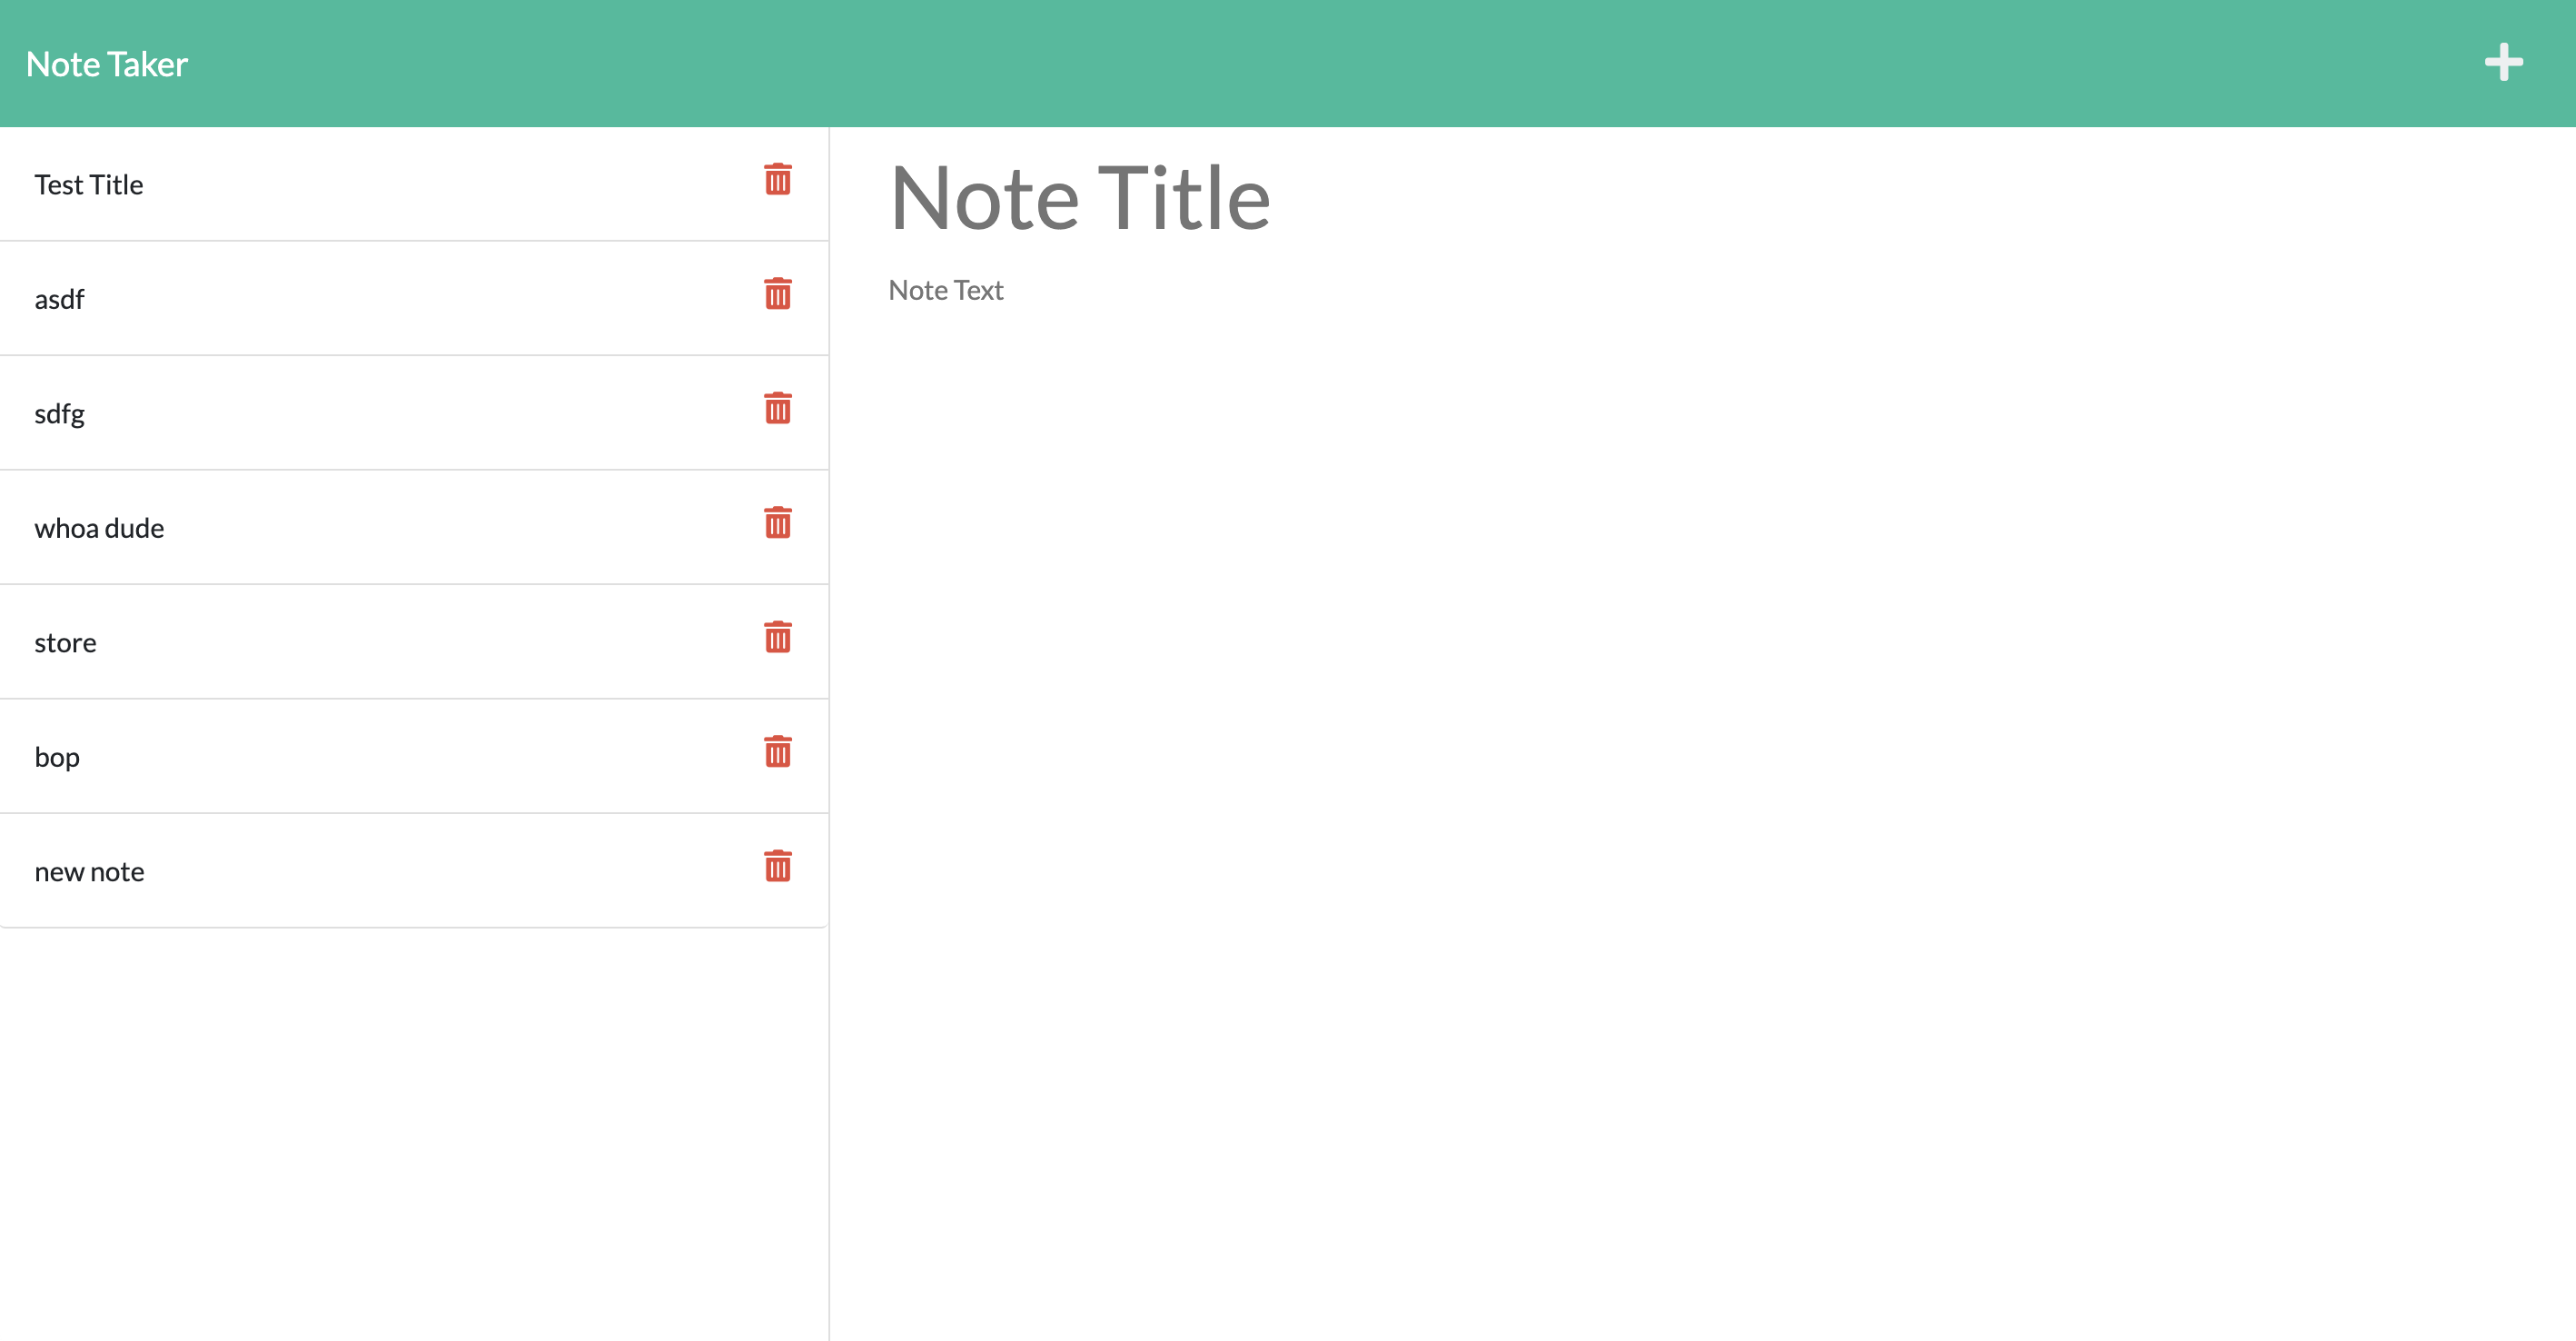 Note Taker
Test Title
asdf
sdfg
whoa dude
store
bop
new note
Note Title
Note Text